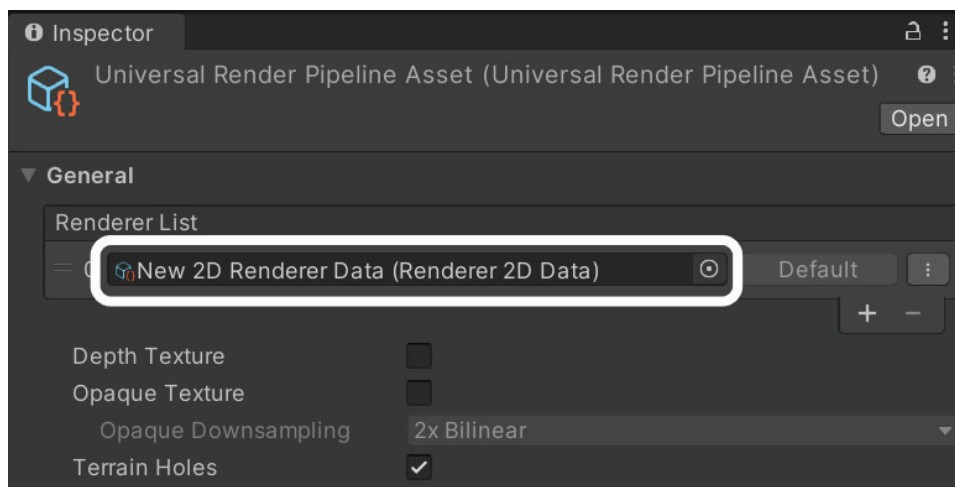 Inspector
Universal Render Pipeline Asset (Universal Render Pipeline Asset)
Open
General
Renderer List
New 2D Renderer Data (Renderer 2D Data)
Default
Depth Texture
Opaque Texture
Opaque Downsampling 2x Bilinear
Terrain Holes